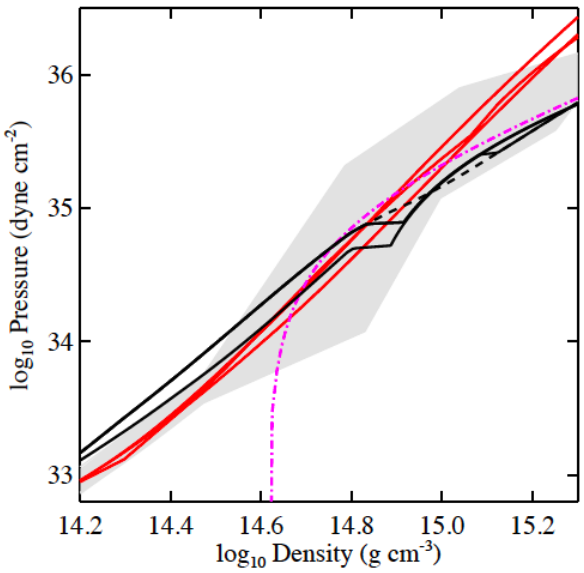 36
35
34
33
log₁₀ Pressure (dyne cm⁻²)
14.2 14.4 14.6 14.8 15.0 15.2
log₁₀ Density (g cm⁻³)